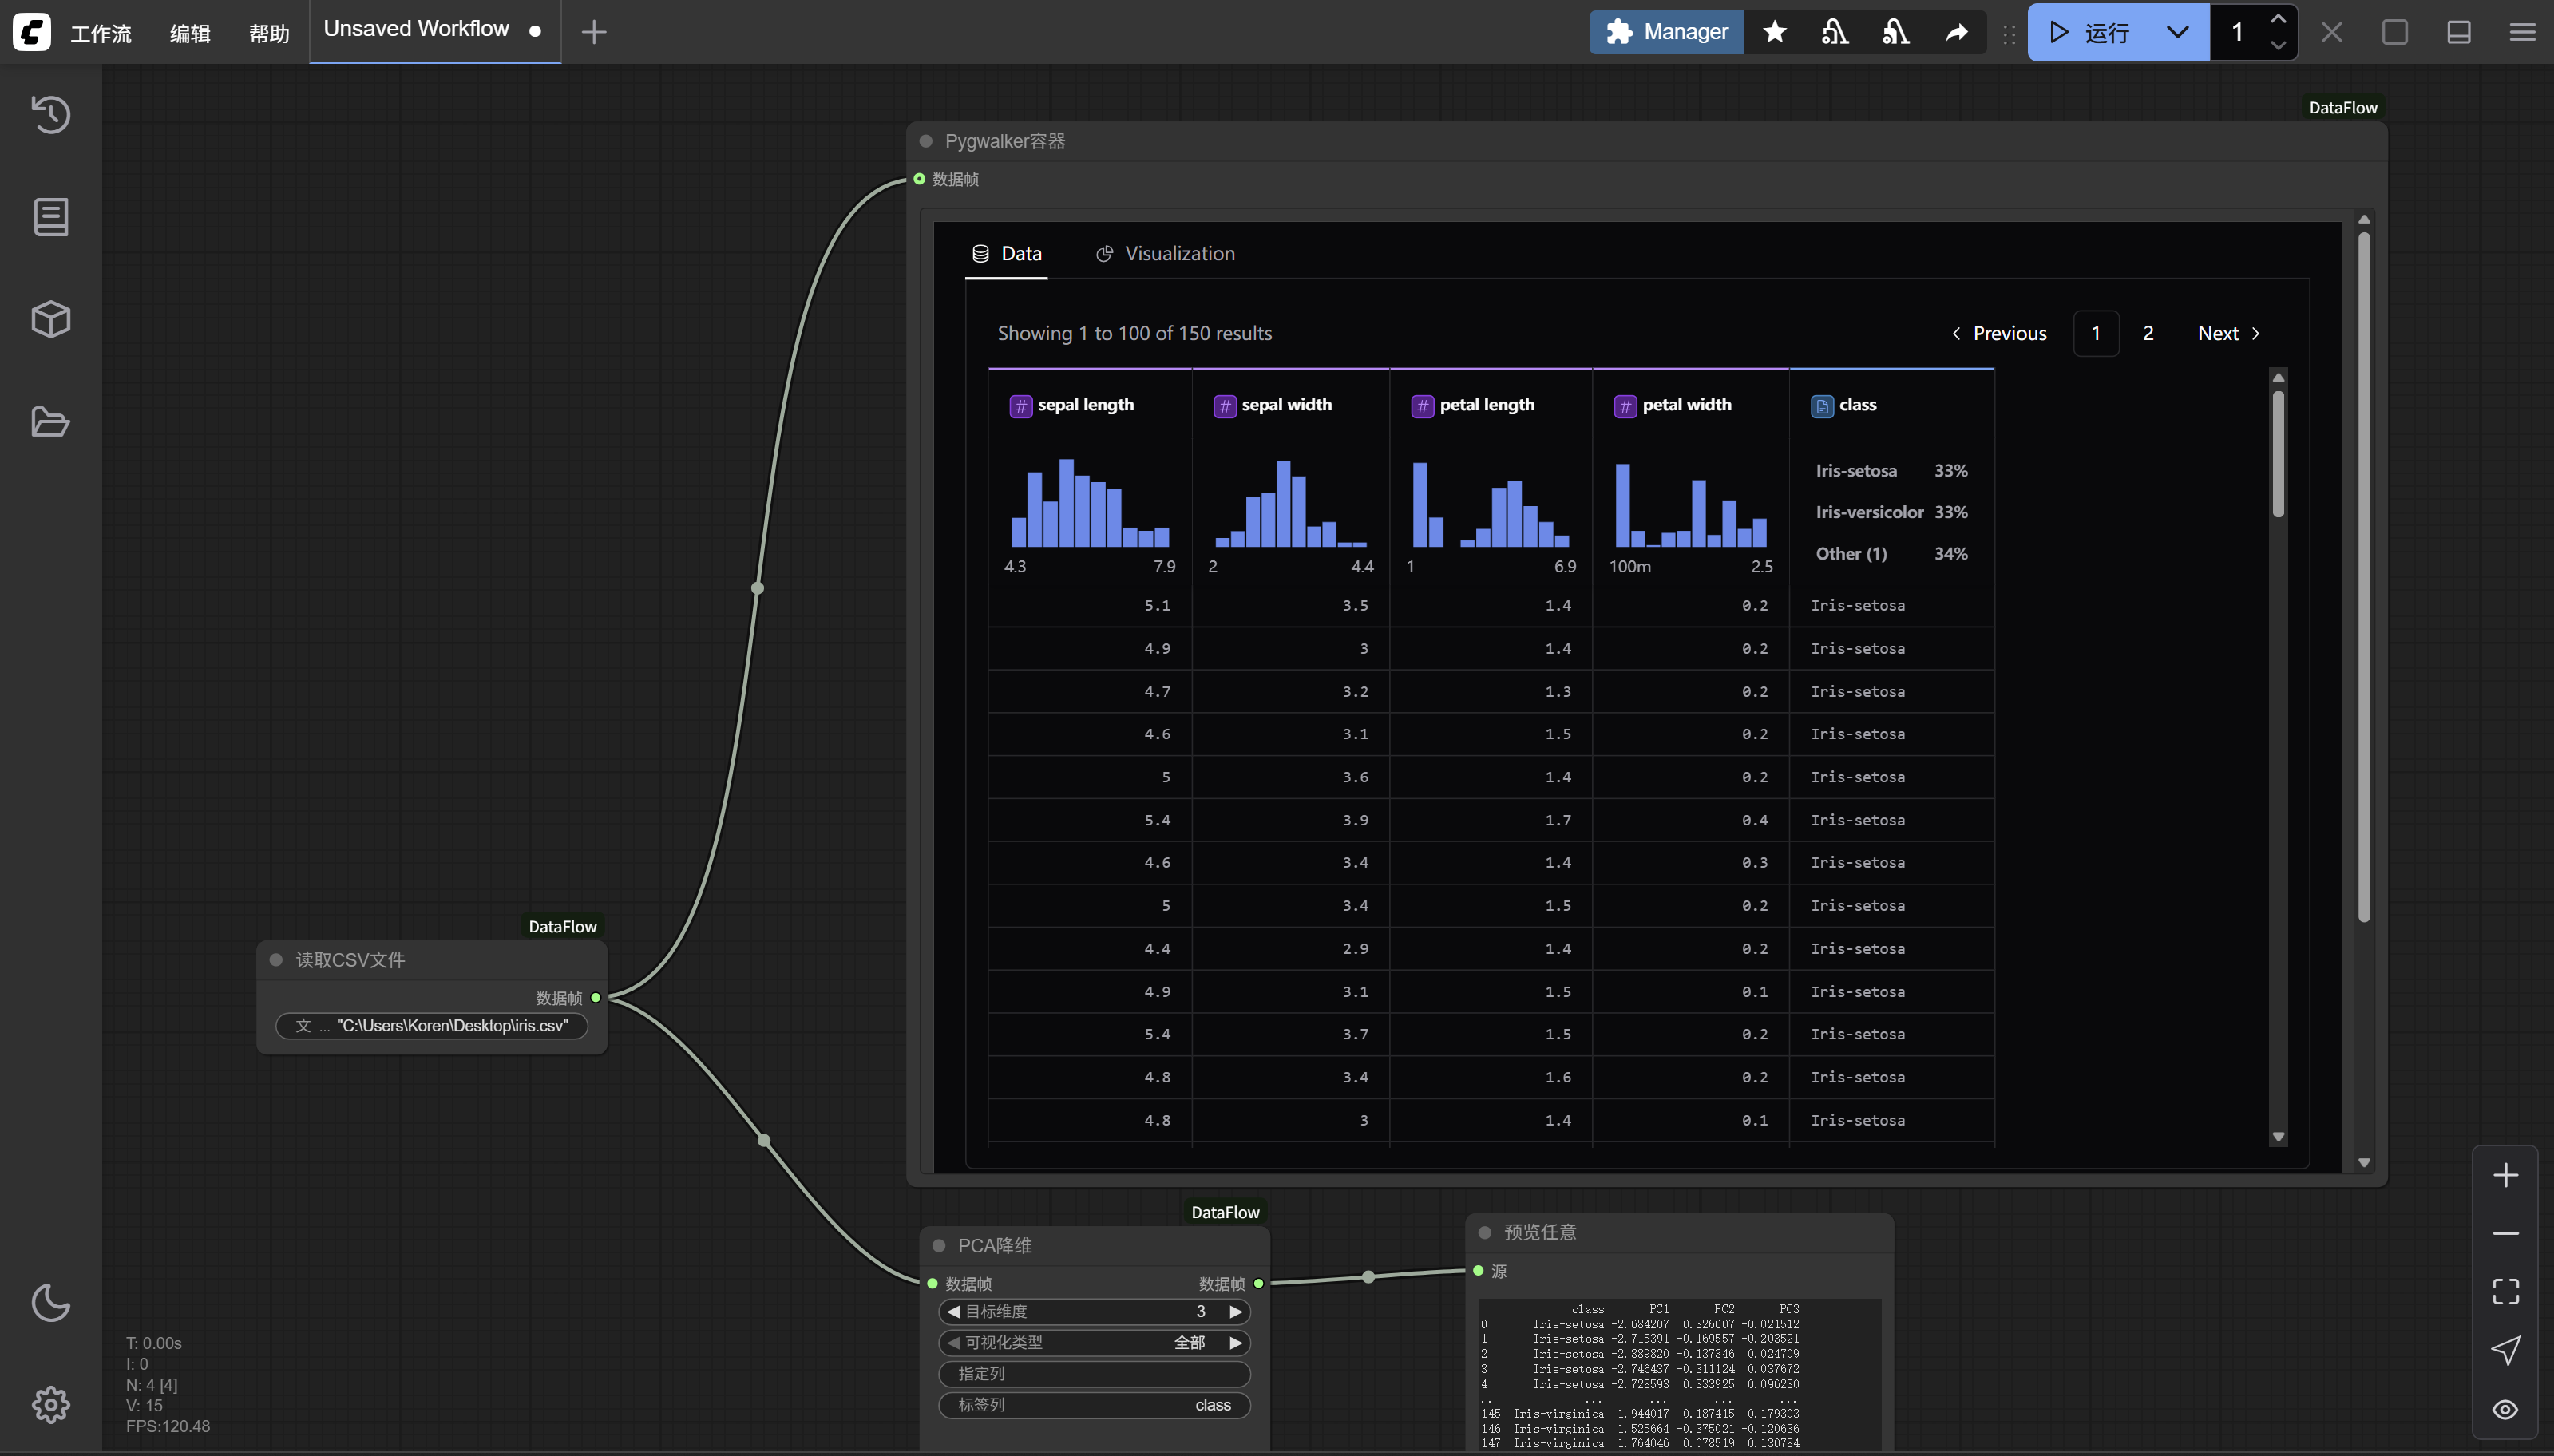 工作流 编辑 帮助 Unsaved Workflow
Manager 运行 1
DataFlow
Pygwalker容器
数据帧
Data Visualization
Showing 1 to 100 of 150 results
Previous 1 2 Next
# sepal length # sepal width # petal length # petal width class
Iris-setosa 33%
Iris-versicolor 33%
Other (1) 34%
4.3 7.9 2 4.4 1 6.9 100m 2.5
5.1 3.5 1.4 0.2 Iris-setosa
4.9 3 1.4 0.2 Iris-setosa
4.7 3.2 1.3 0.2 Iris-setosa
4.6 3.1 1.5 0.2 Iris-setosa
5 3.6 1.4 0.2 Iris-setosa
5.4 3.9 1.7 0.4 Iris-setosa
4.6 3.4 1.4 0.3 Iris-setosa
5 3.4 1.5 0.2 Iris-setosa
4.4 2.9 1.4 0.2 Iris-setosa
4.9 3.1 1.5 0.1 Iris-setosa
5.4 3.7 1.5 0.2 Iris-setosa
4.8 3.4 1.6 0.2 Iris-setosa
4.8 3 1.4 0.1 Iris-setosa
DataFlow
读取CSV文件
数据帧
文 ... "C:\Users\Koren\Desktop\iris.csv"
DataFlow
PCA降维
数据帧 数据帧
目标维度 3
可视化类型 全部
指定列
标签列 class
预览任意
源
class PC1 PC2 PC3
0 Iris-setosa -2.684207 0.326607 -0.021512
1 Iris-setosa -2.715391 -0.169557 -0.203521
2 Iris-setosa -2.889820 -0.137346 0.024709
3 Iris-setosa -2.746437 -0.311124 0.037672
4 Iris-setosa -2.728593 0.333925 0.096230
.. ... ... ... ...
145 Iris-virginica 1.944017 0.187415 0.179303
146 Iris-virginica 1.525664 -0.375021 -0.120636
147 Iris-virginica 1.764046 0.078519 0.130784
T: 0.00s
I: 0
N: 4 [4]
V: 15
FPS:120.48